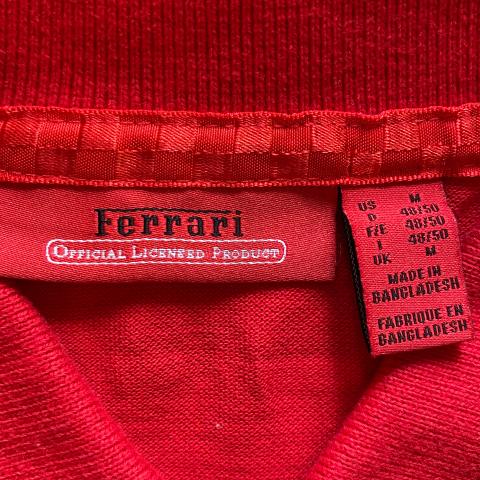 Ferrari
OFFICIAL LICENSED PRODUCT
US M
D 48/50
F/E 48/50
I 48/50
UK M
MADE IN
BANGLADESH
FABRIQUE EN
BANGLADESH